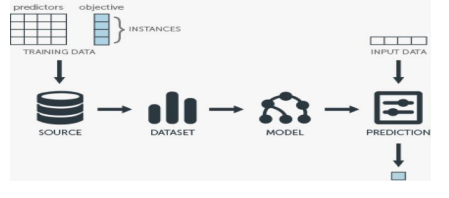 predictors objective
INSTANCES
TRAINING DATA
INPUT DATA
SOURCE DATASET MODEL PREDICTION